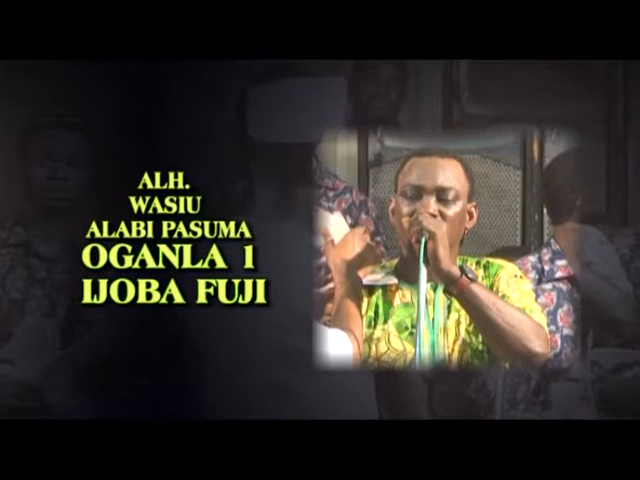 ALH.
WASIU
ALABI PASUMA
OGANLA 1
IJOBA FUJI